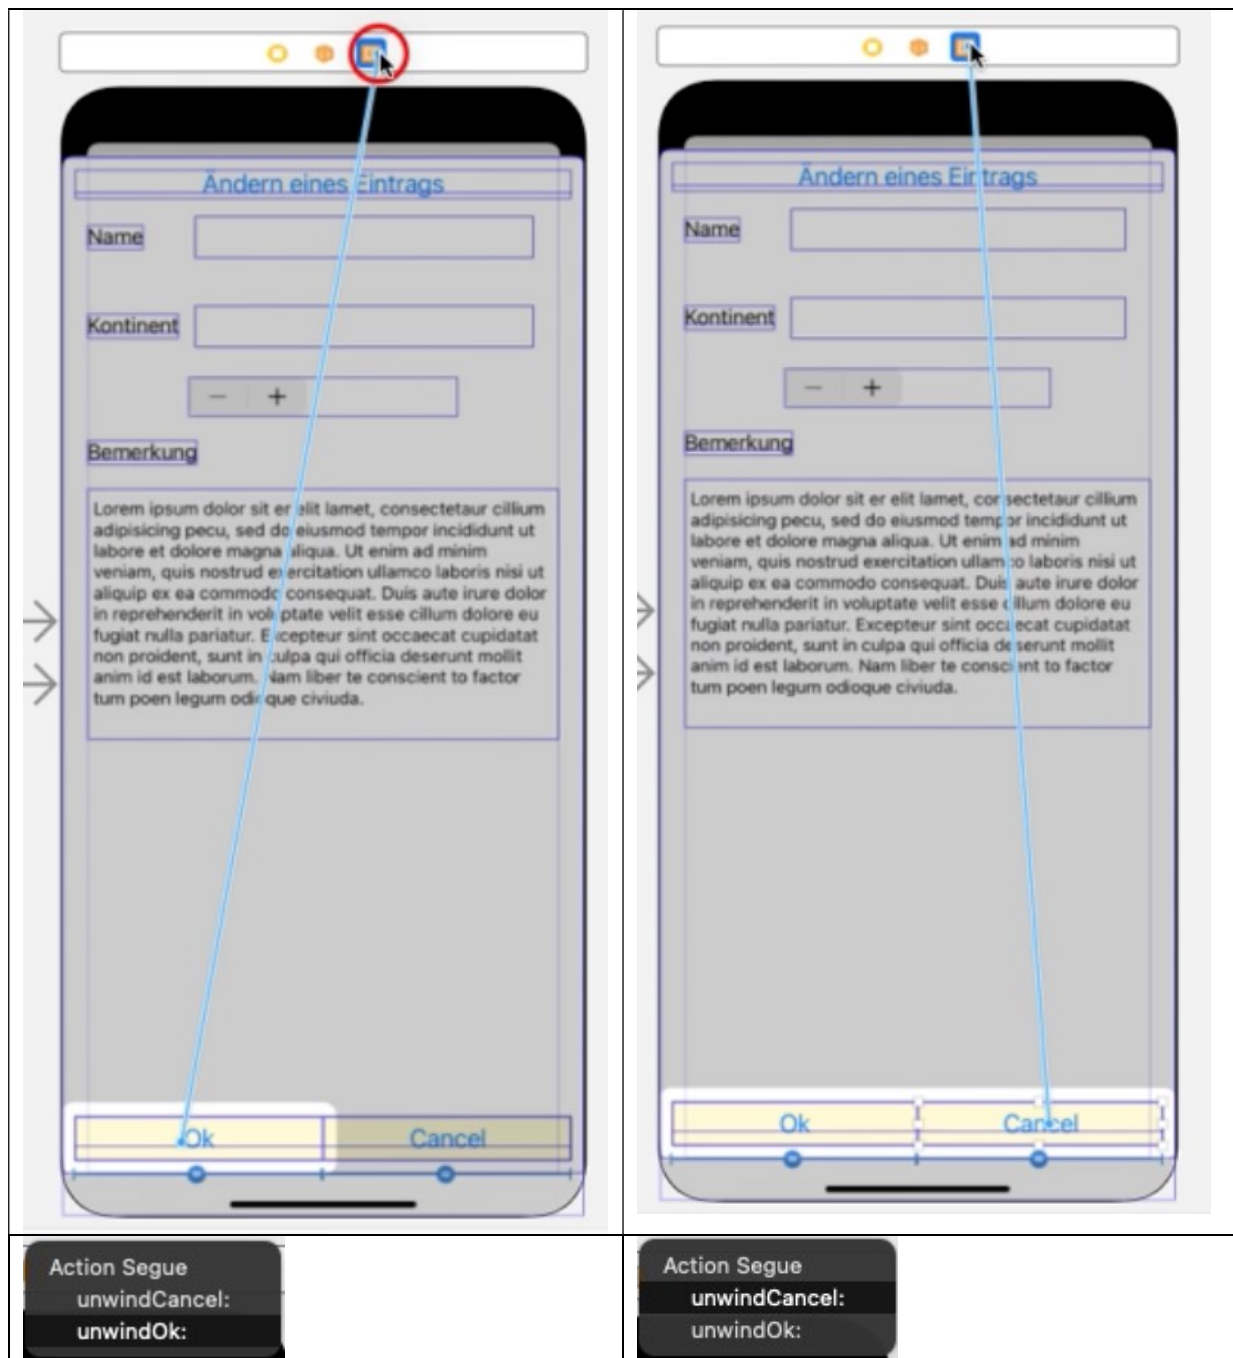 Ändern eines Eintrags
Name
Kontinent
− +
Bemerkung
Lorem ipsum dolor sit er elit lamet, consectetaur cillium
adipisicing pecu, sed do eiusmod tempor incididunt ut
labore et dolore magna aliqua. Ut enim ad minim
veniam, quis nostrud exercitation ullamco laboris nisi ut
aliquip ex ea commodo consequat. Duis aute irure dolor
in reprehenderit in voluptate velit esse cillum dolore eu
fugiat nulla pariatur. Excepteur sint occaecat cupidatat
non proident, sunt in culpa qui officia deserunt mollit
anim id est laborum. Nam liber te conscient to factor
tum poen legum odioque civiuda.
Ok Cancel
Ändern eines Eintrags
Name
Kontinent
− +
Bemerkung
Lorem ipsum dolor sit er elit lamet, consectetaur cillium
adipisicing pecu, sed do eiusmod tempor incididunt ut
labore et dolore magna aliqua. Ut enim ad minim
veniam, quis nostrud exercitation ullamco laboris nisi ut
aliquip ex ea commodo consequat. Duis aute irure dolor
in reprehenderit in voluptate velit esse cillum dolore eu
fugiat nulla pariatur. Excepteur sint occaecat cupidatat
non proident, sunt in culpa qui officia deserunt mollit
anim id est laborum. Nam liber te conscient to factor
tum poen legum odioque civiuda.
Ok Cancel
Action Segue
unwindCancel:
unwindOk:
Action Segue
unwindCancel:
unwindOk: